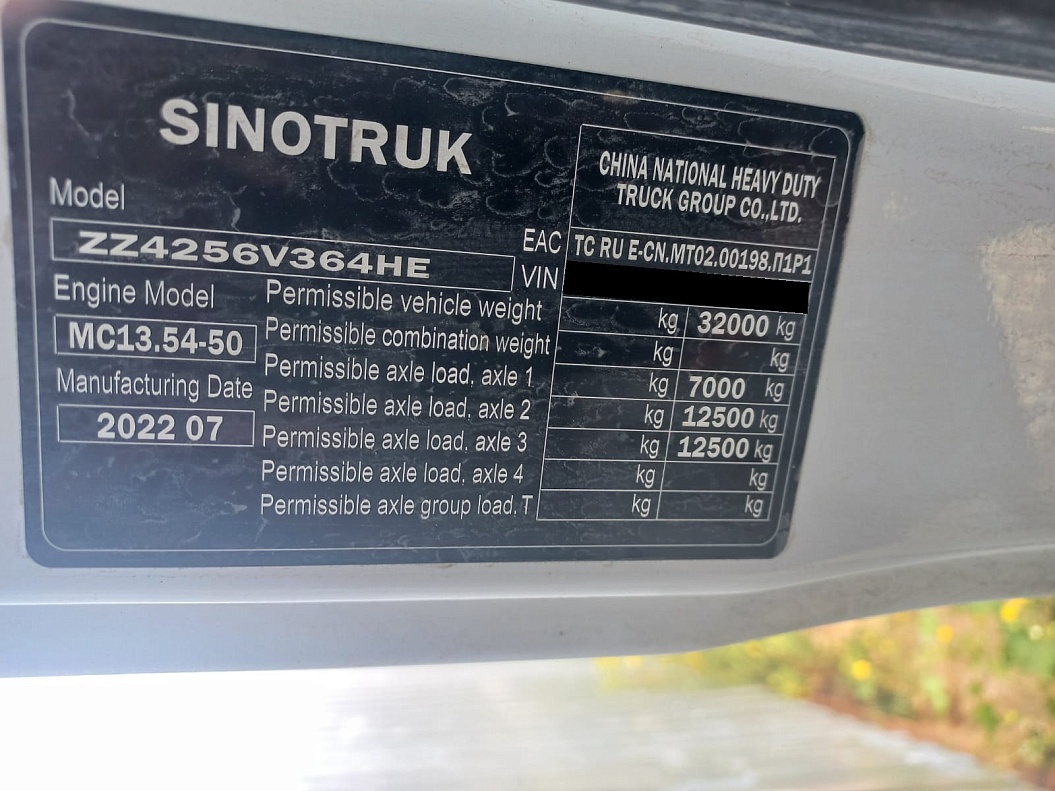 SINOTRUK
CHINA NATIONAL HEAVY DUTY
TRUCK GROUP CO.,LTD.
Model
ZZ4256V364HE
EAC TC RU E-CN.MT02.00198.П1Р1
VIN
Engine Model
MC13.54-50
Manufacturing Date
2022 07
Permissible vehicle weight kg 32000 kg
Permissible combination weight kg kg
Permissible axle load, axle 1 kg 7000 kg
Permissible axle load, axle 2 kg 12500 kg
Permissible axle load, axle 3 kg 12500 kg
Permissible axle load, axle 4 kg kg
Permissible axle group load, T kg kg